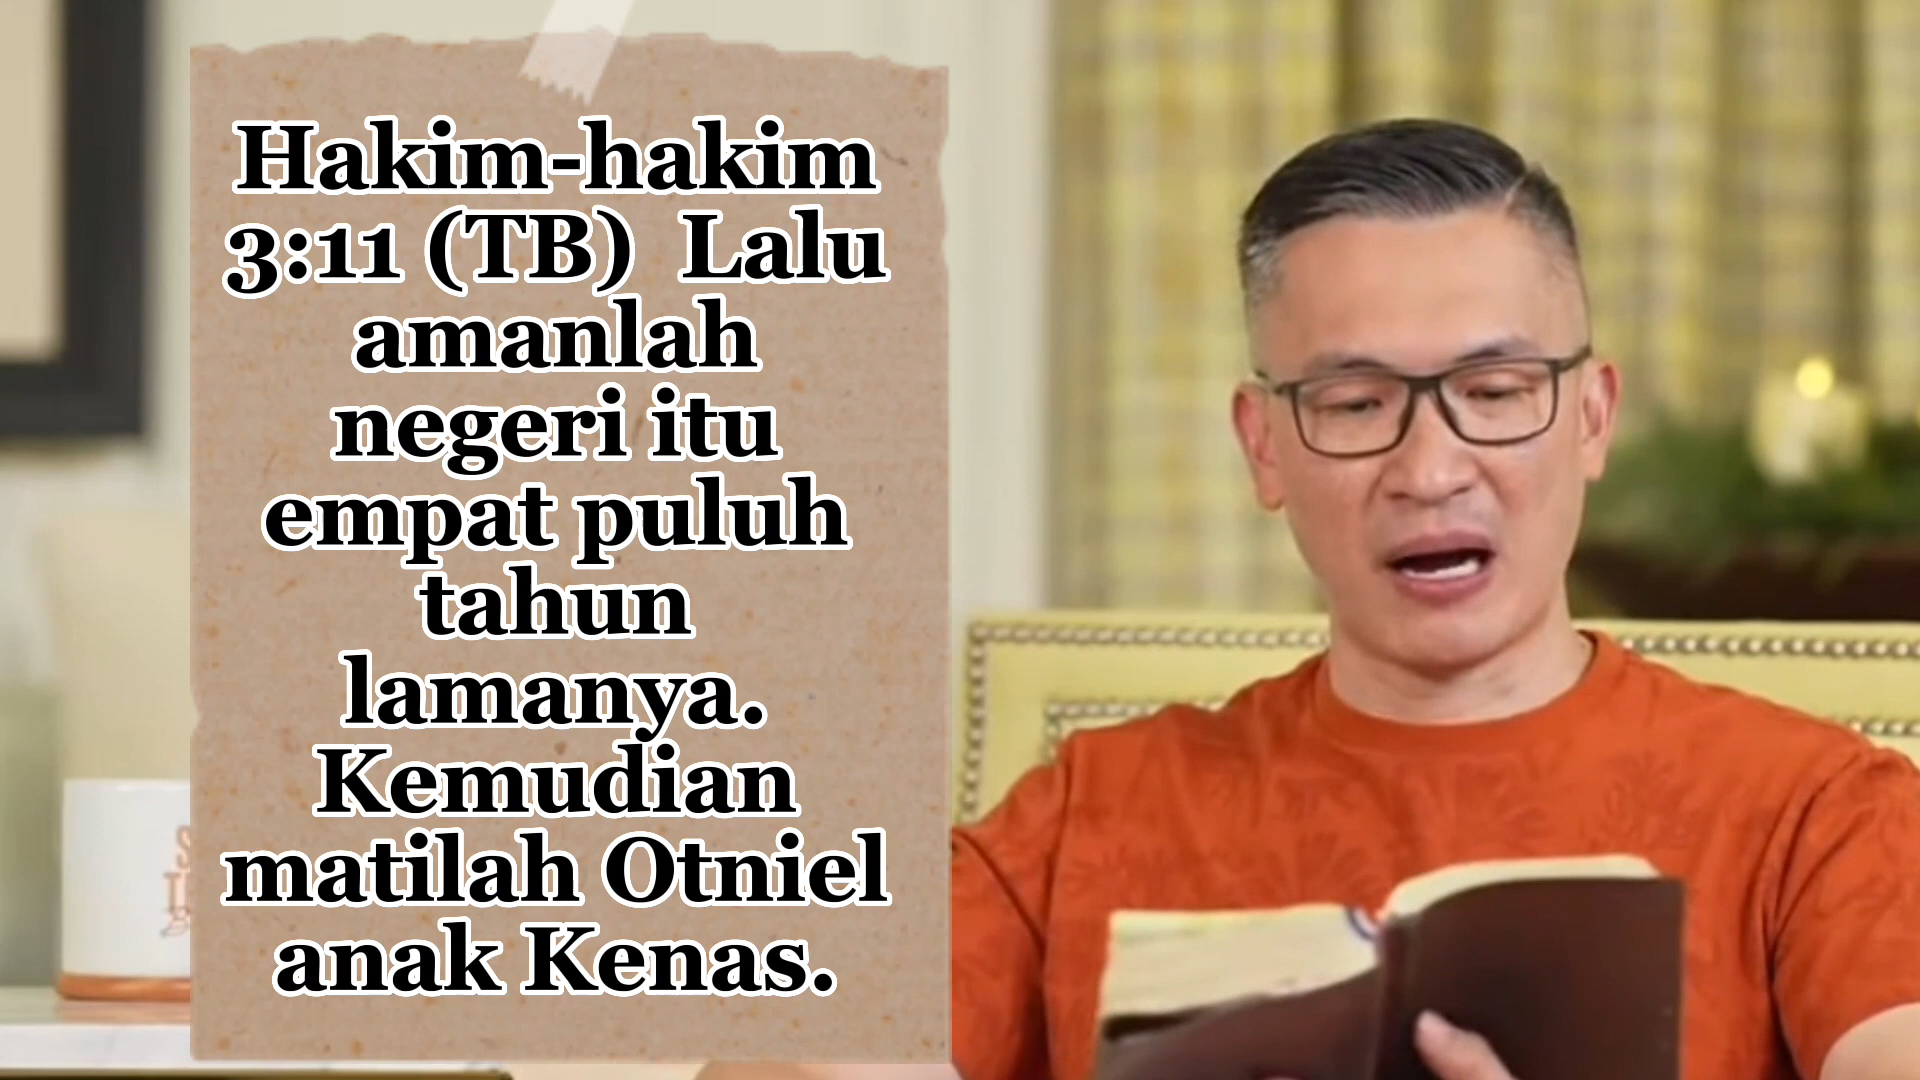 Hakim-hakim
3:11 (TB)  Lalu
amanlah
negeri itu
empat puluh
tahun
lamanya.
Kemudian
matilah Otniel
anak Kenas.